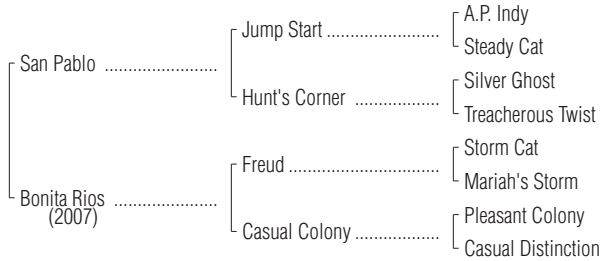 A.P. Indy
Jump Start ......................
Steady Cat
San Pablo ......................
Silver Ghost
Hunt's Corner .................
Treacherous Twist
Storm Cat
Freud ..............................
Mariah's Storm
Bonita Rios ....................
(2007)
Pleasant Colony
Casual Colony .................
Casual Distinction